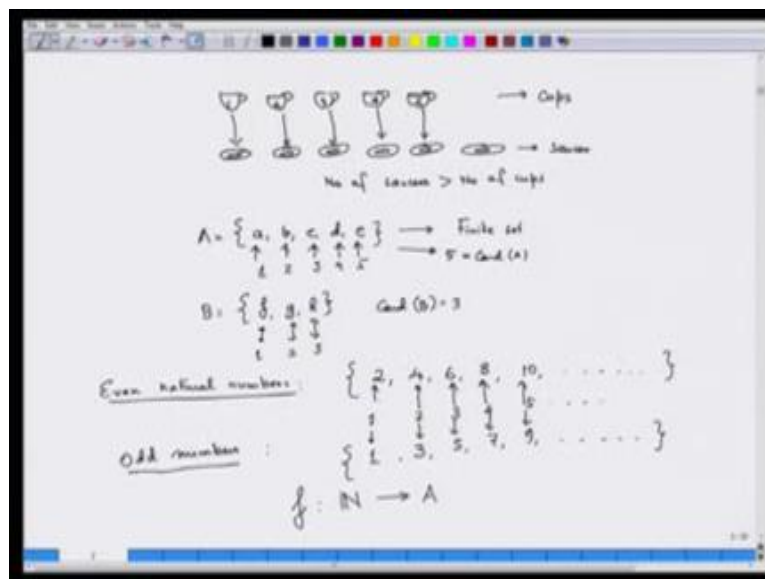 → Cups
→ Saucer
No of saucers > No of cups
A = { a, b, c, d, e } → Finite set
↑ ↑ ↑ ↑ ↑ → 5 = Card (A)
1 2 3 4 5
B = { f, g, h } Card (B) = 3
1 2 3
Even natural numbers : { 2, 4, 6, 8, 10, ...... }
1 2 3 4 5 ....
Odd numbers : { 1, 3, 5, 7, 9, ...... }
f : ℕ → A